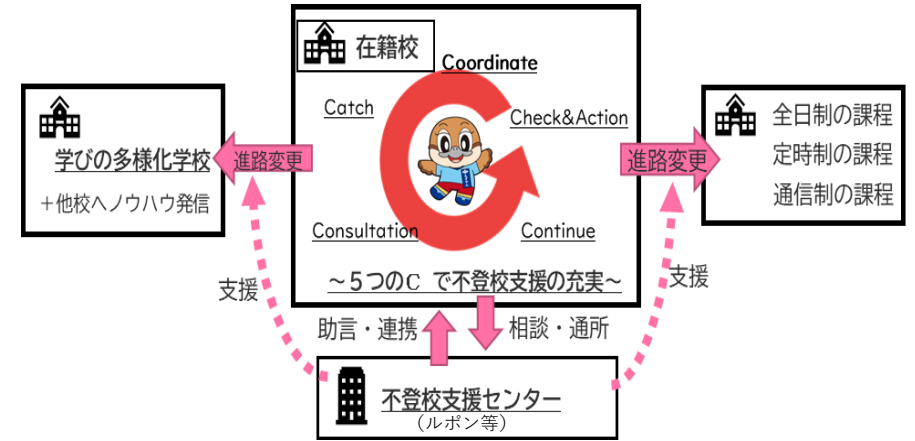 在籍校
Coordinate
Catch
Check&Action
Consultation
Continue
～５つのC で不登校支援の充実～
学びの多様化学校
＋他校へノウハウ発信
進路変更
進路変更
全日制の課程
定時制の課程
通信制の課程
支援
支援
助言・連携
相談・通所
不登校支援センター
(ルポン等)